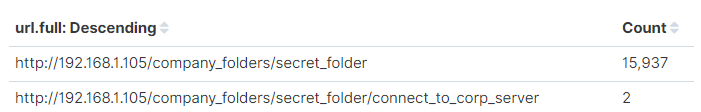 url.full: Descending Count
http://192.168.1.105/company_folders/secret_folder 15,937
http://192.168.1.105/company_folders/secret_folder/connect_to_corp_server 2